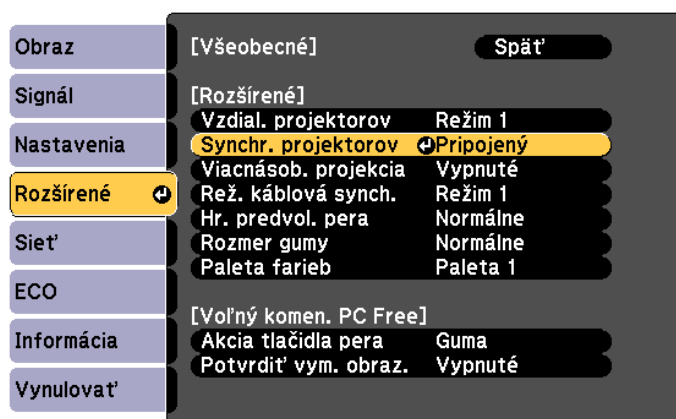 Obraz
Signál
Nastavenia
Rozšírené
Sieť
ECO
Informácia
Vynulovať
[Všeobecné] Späť
[Rozšírené]
Vzdial. projektorov Režim 1
Synchr. projektorov Pripojený
Viacnásob. projekcia Vypnuté
Rež. káblová synch. Režim 1
Hr. predvol. pera Normálne
Rozmer gumy Normálne
Paleta farieb Paleta 1
[Voľný komen. PC Free]
Akcia tlačidla pera Guma
Potvrdiť vym. obraz. Vypnuté